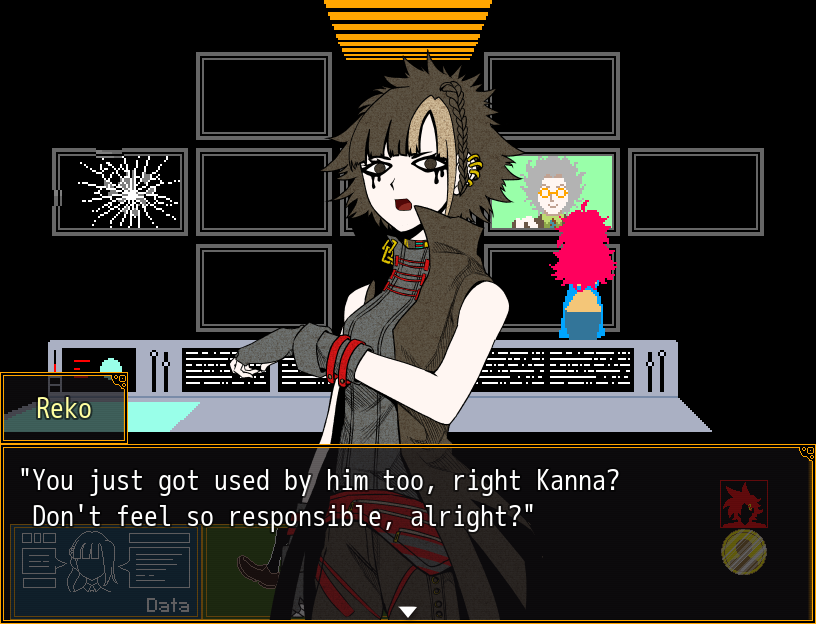 Reko
"You just got used by him too, right Kanna?
Don't feel so responsible, alright?"
Data